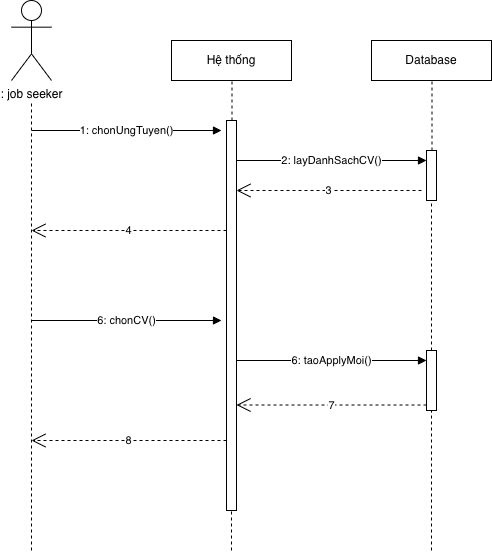 Hệ thống
Database
: job seeker
1: chonUngTuyen()
2: layDanhSachCV()
3
4
6: chonCV()
6: taoApplyMoi()
7
8